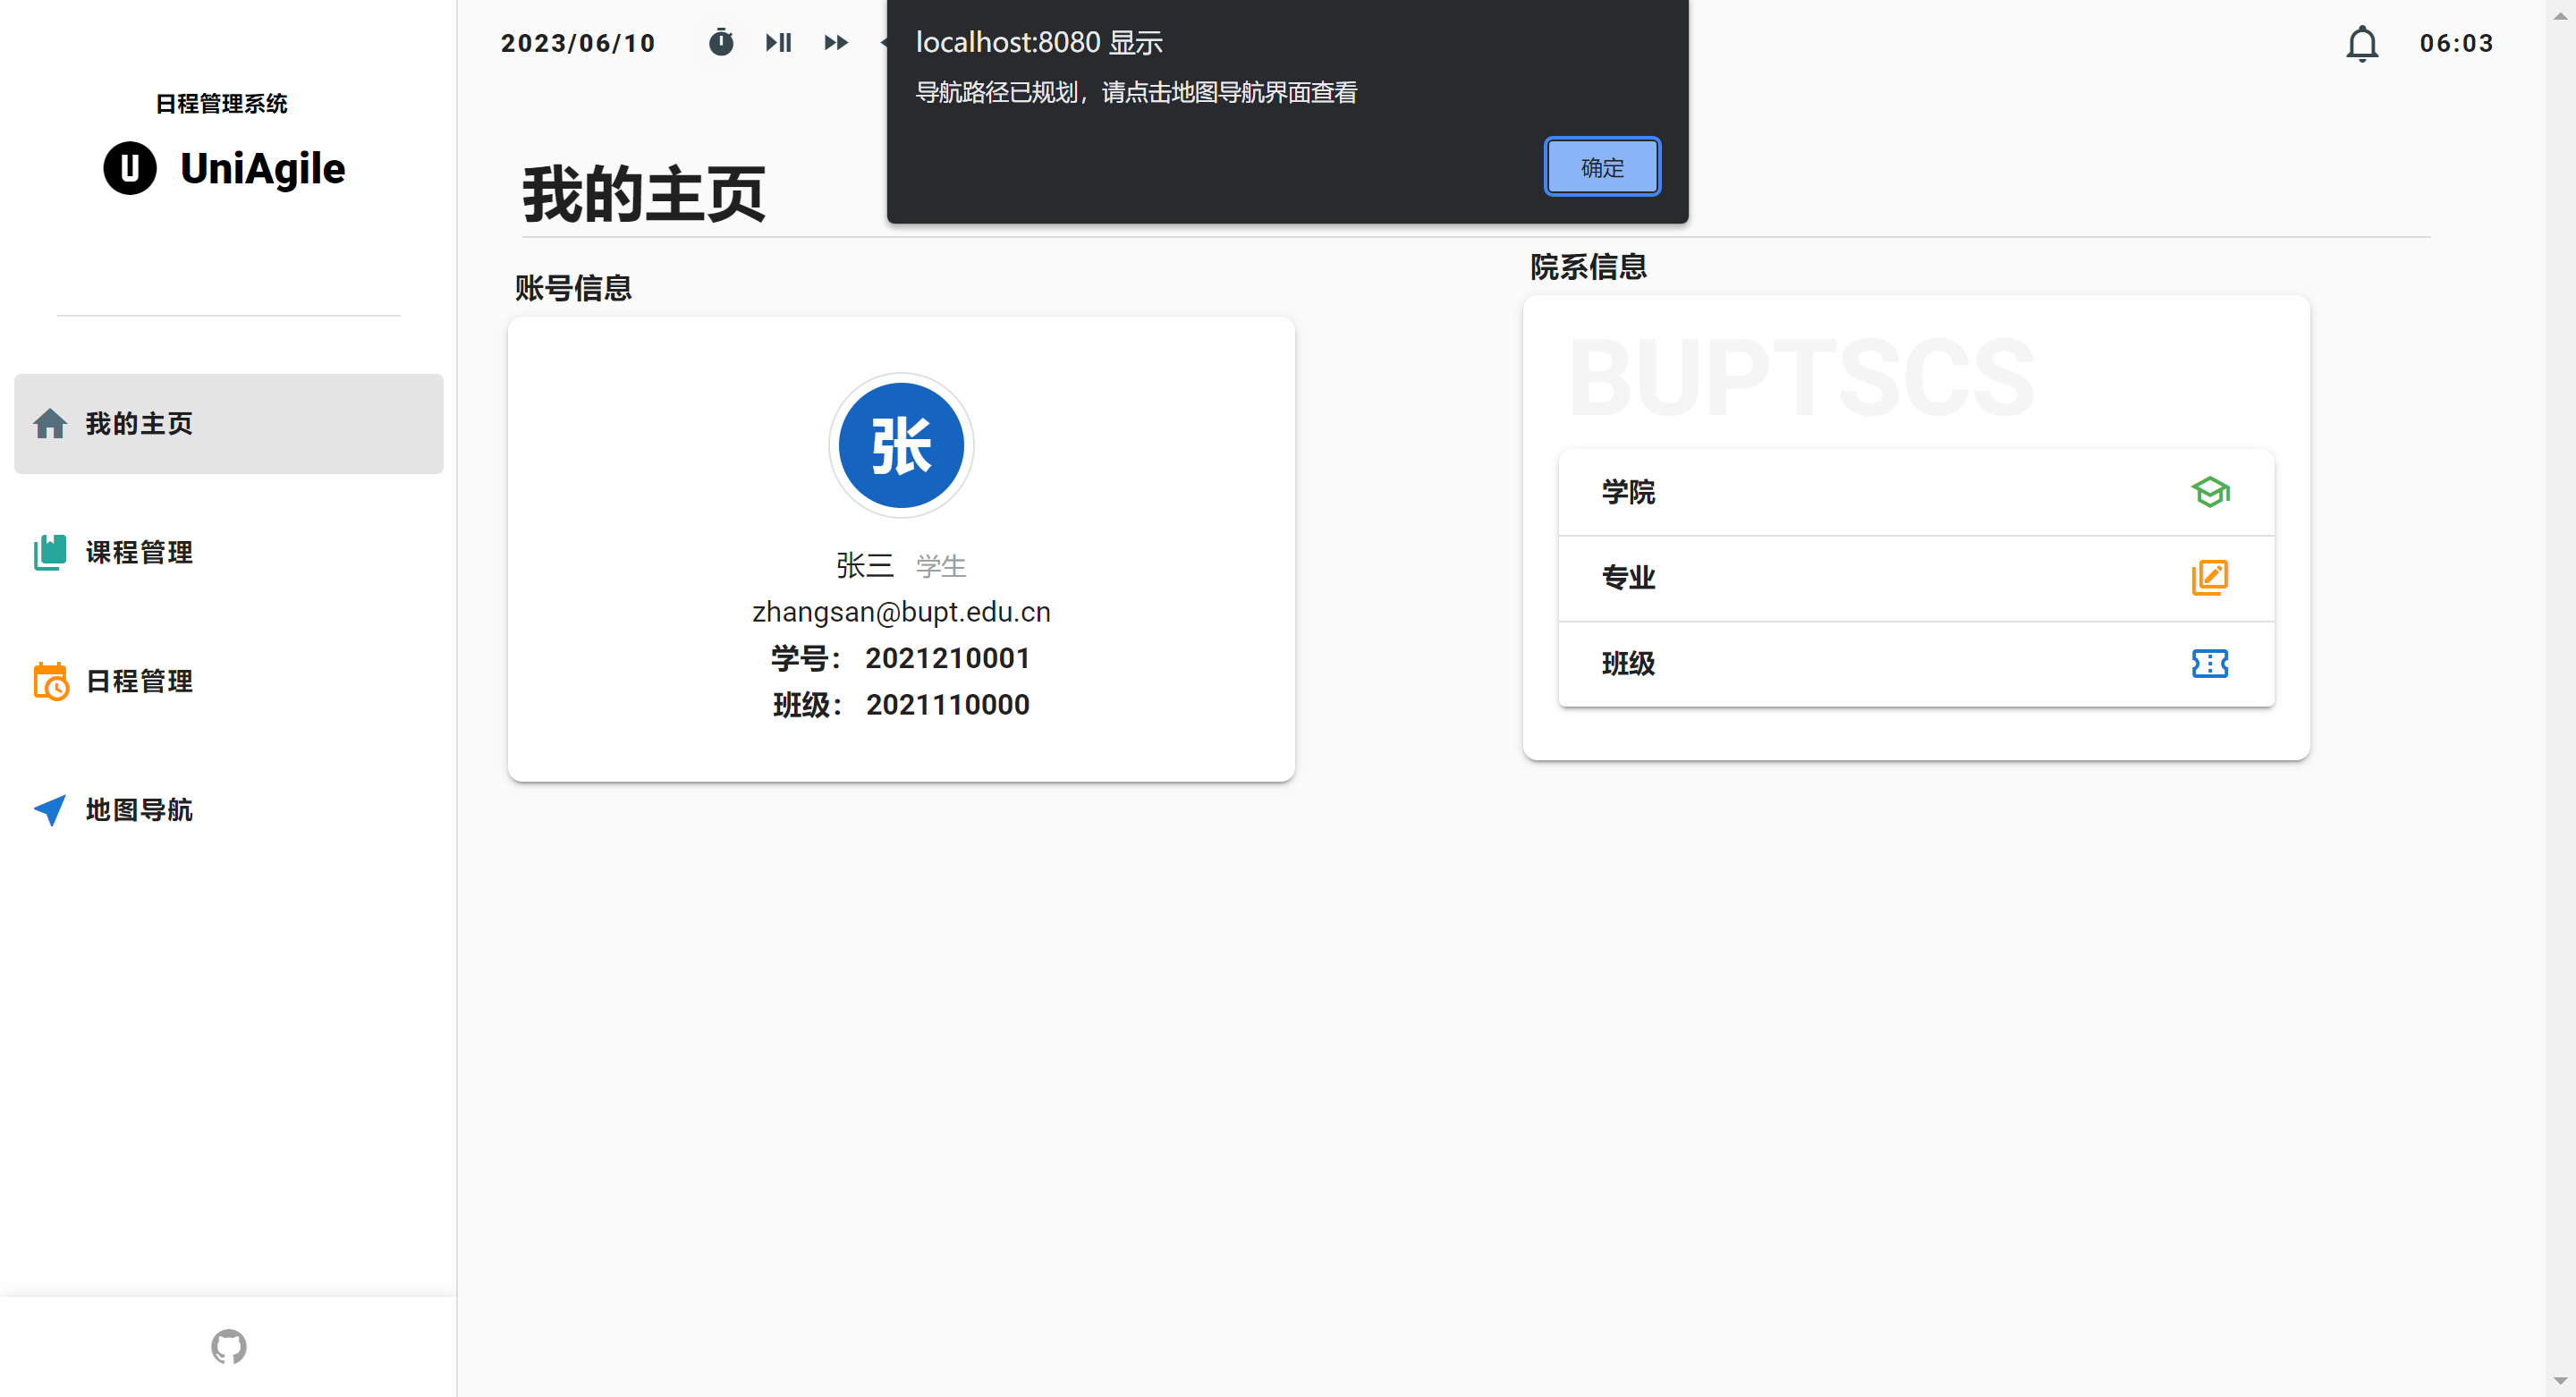 日程管理系统
U UniAgile
我的主页
课程管理
日程管理
地图导航
2023/06/10
06:03
localhost:8080 显示
导航路径已规划，请点击地图导航界面查看
确定
我的主页
账号信息
张
张三 学生
zhangsan@bupt.edu.cn
学号： 2021210001
班级： 2021110000
院系信息
BUPTSCS
学院
专业
班级